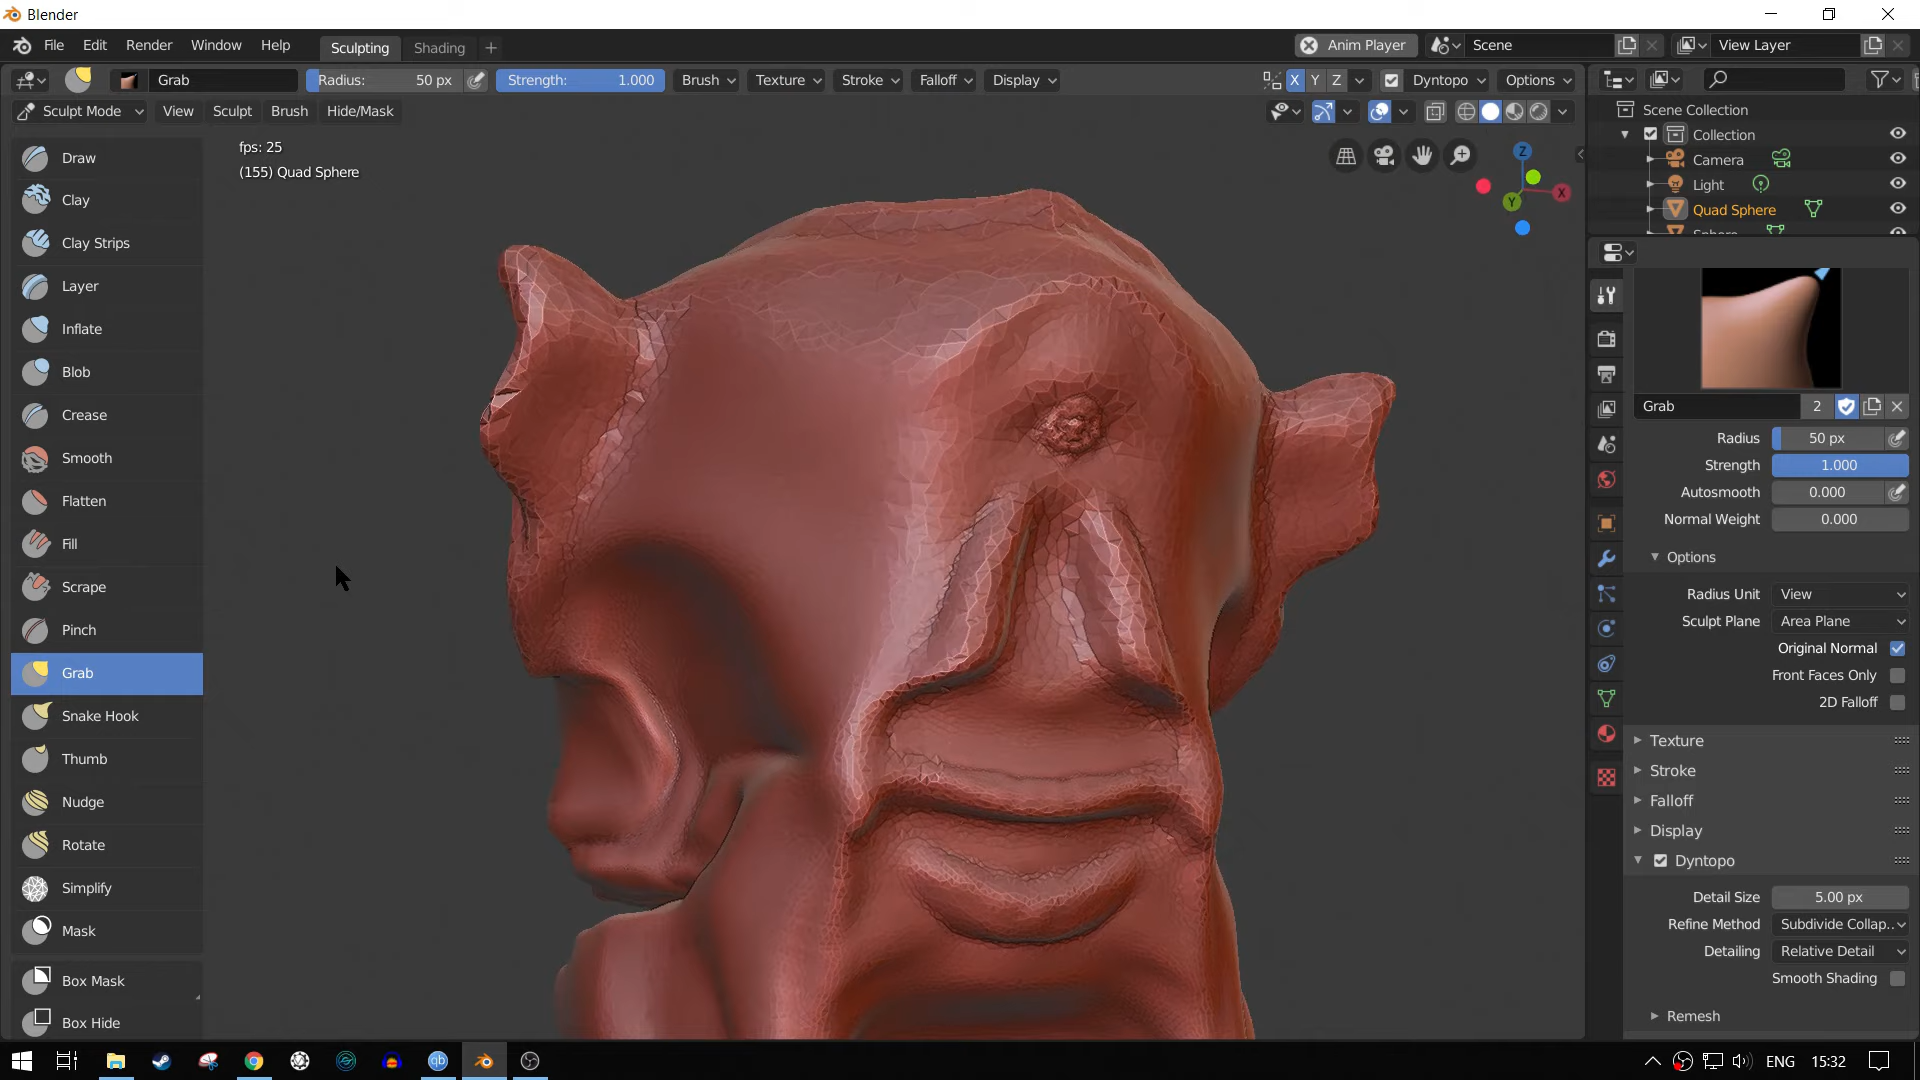 Blender
File Edit Render Window Help Sculpting Shading Anim Player Scene View Layer
Grab Radius: 50 px Strength: 1.000 Brush Texture Stroke Falloff Display X Y Z Dyntopo Options
Sculpt Mode View Sculpt Brush Hide/Mask
fps: 25
(155) Quad Sphere
Z
X
Y
Draw
Clay
Clay Strips
Layer
Inflate
Blob
Crease
Smooth
Flatten
Fill
Scrape
Pinch
Grab
Snake Hook
Thumb
Nudge
Rotate
Simplify
Mask
Box Mask
Box Hide
Scene Collection
Collection
Camera
Light
Quad Sphere
Sphere
Grab 2
Radius 50 px
Strength 1.000
Autosmooth 0.000
Normal Weight 0.000
Options
Radius Unit View
Sculpt Plane Area Plane
Original Normal
Front Faces Only
2D Falloff
Texture
Stroke
Falloff
Display
Dyntopo
Detail Size 5.00 px
Refine Method Subdivide Collap..
Detailing Relative Detail
Smooth Shading
Remesh
qb
ENG 15:32